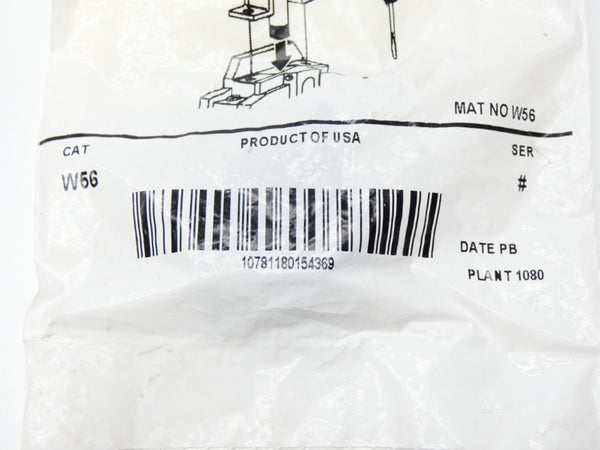 MAT NO W56
CAT
PRODUCT OF USA
SER
W56
#
10781180154369
DATE PB
PLANT 1080